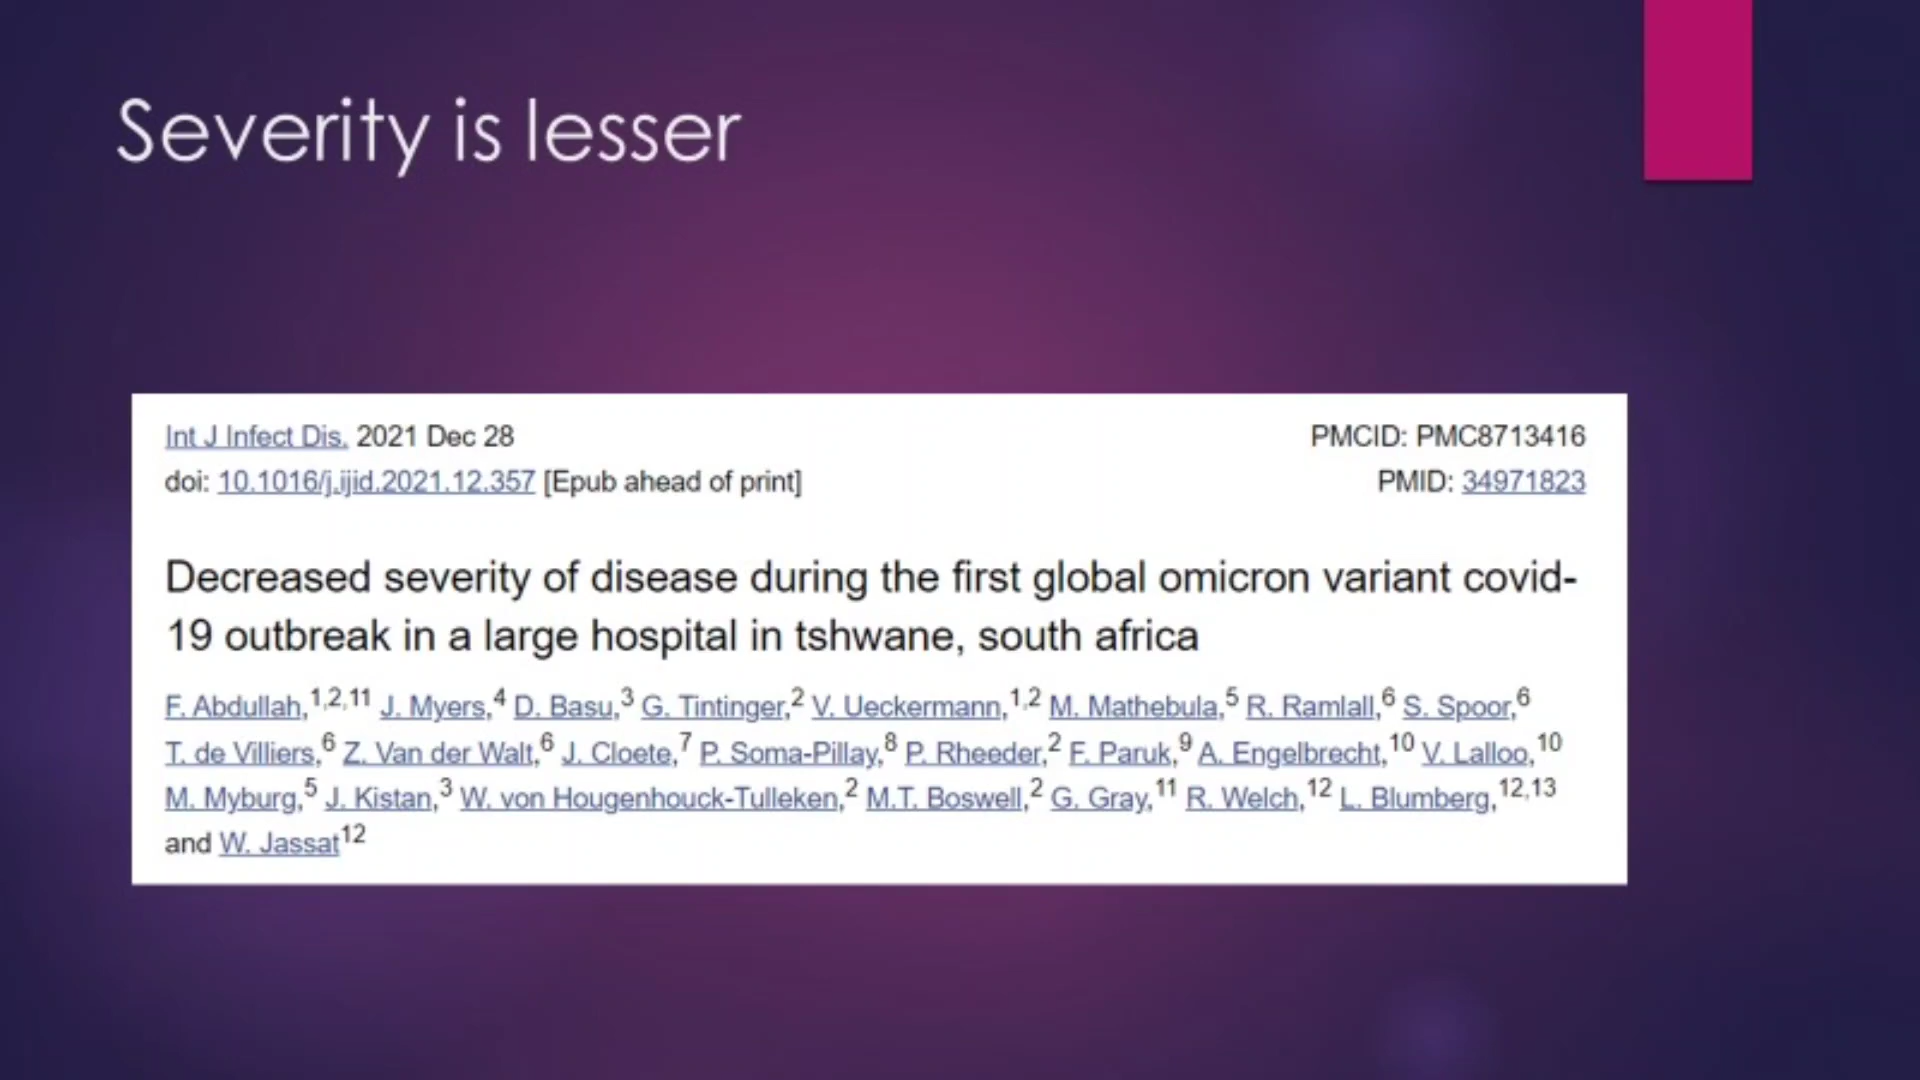 Severity is lesser
Int J Infect Dis. 2021 Dec 28
PMCID: PMC8713416
doi: 10.1016/j.ijid.2021.12.357 [Epub ahead of print]
PMID: 34971823
Decreased severity of disease during the first global omicron variant covid-
19 outbreak in a large hospital in tshwane, south africa
F. Abdullah,1,2,11 J. Myers,4 D. Basu,3 G. Tintinger,2 V. Ueckermann,1,2 M. Mathebula,5 R. Ramlall,6 S. Spoor,6
T. de Villiers,6 Z. Van der Walt,6 J. Cloete,7 P. Soma-Pillay,8 P. Rheeder,2 F. Paruk,9 A. Engelbrecht,10 V. Lalloo,10
M. Myburg,5 J. Kistan,3 W. von Hougenhouck-Tulleken,2 M.T. Boswell,2 G. Gray,11 R. Welch,12 L. Blumberg,12,13
and W. Jassat12